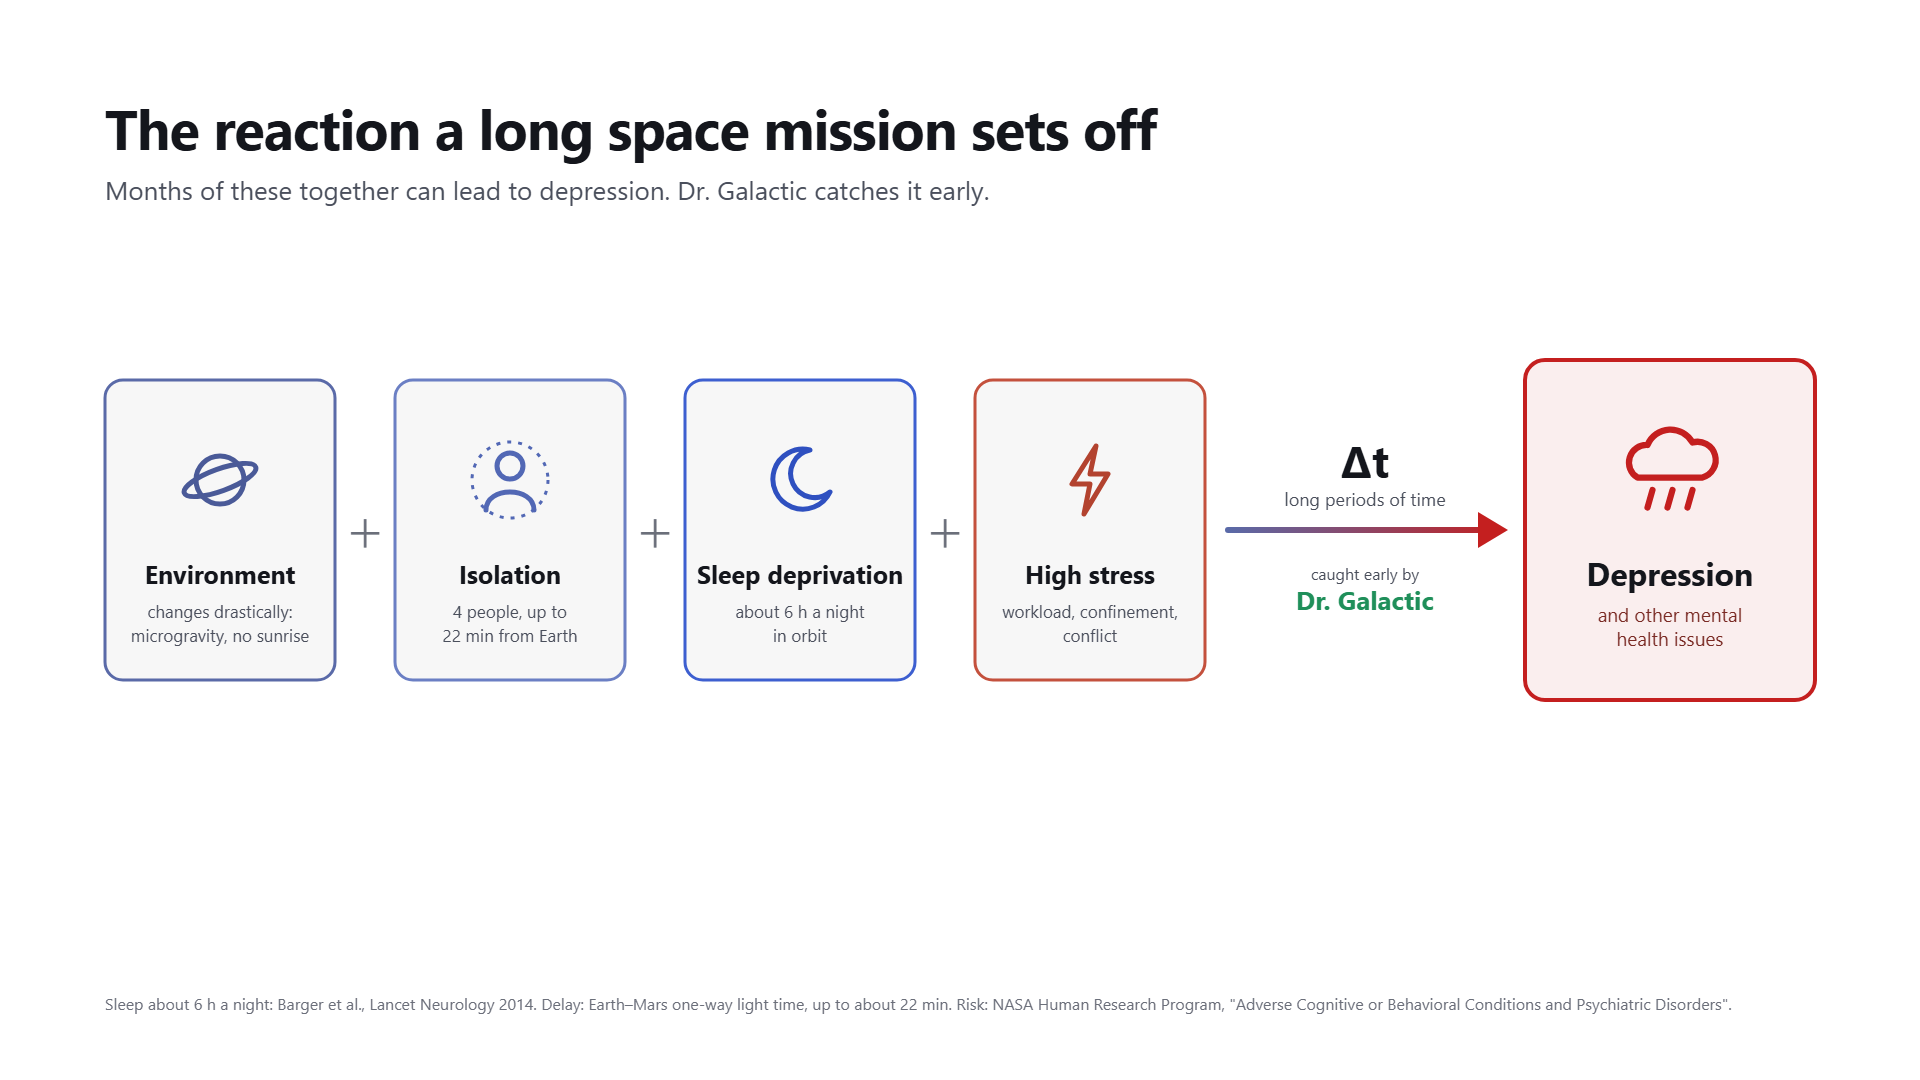 The reaction a long space mission sets off
Months of these together can lead to depression. Dr. Galactic catches it early.
Environment
changes drastically:
microgravity, no sunrise
+
Isolation
4 people, up to
22 min from Earth
+
Sleep deprivation
about 6 h a night
in orbit
+
High stress
workload, confinement,
conflict
Δt
long periods of time
caught early by
Dr. Galactic
Depression
and other mental
health issues
Sleep about 6 h a night: Barger et al., Lancet Neurology 2014. Delay: Earth–Mars one-way light time, up to about 22 min. Risk: NASA Human Research Program, "Adverse Cognitive or Behavioral Conditions and Psychiatric Disorders".